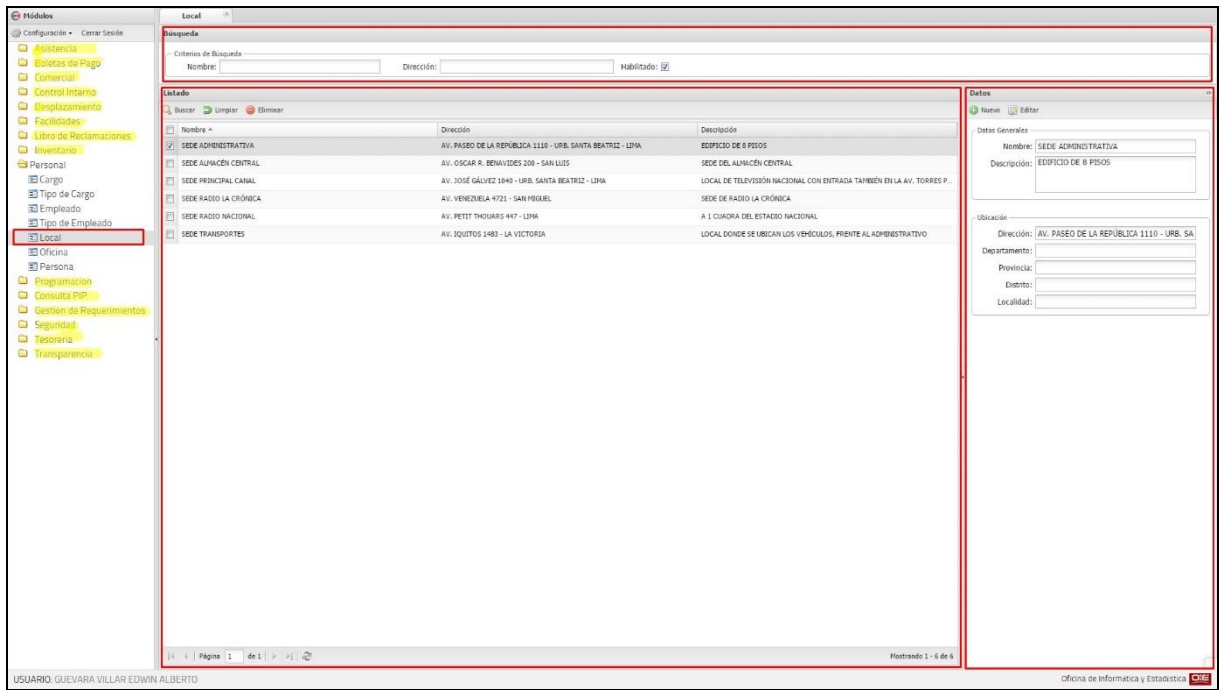 Módulos
Configuración Cerrar Sesión
Asistencia
Boletas de Pago
Comercial
Control Interno
Desplazamiento
Facilidades
Libro de Reclamaciones
Inventario
Personal
Cargo
Tipo de Cargo
Empleado
Tipo de Empleado
Local
Oficina
Persona
Programacion
Consulta PIP
Gestion de Requerimientos
Seguridad
Tesoreria
Transparencia
Local
Búsqueda
Criterios de Búsqueda
Nombre: Dirección: Habilitado:
Listado
Buscar Limpiar Eliminar
Nombre Dirección Descripción
SEDE ADMINISTRATIVA AV. PASEO DE LA REPÚBLICA 1110 - URB. SANTA BEATRIZ - LIMA EDIFICIO DE 8 PISOS
SEDE ALMACÉN CENTRAL AV. OSCAR R. BENAVIDES 200 - SAN LUIS SEDE DEL ALMACÉN CENTRAL
SEDE PRINCIPAL CANAL AV. JOSÉ GÁLVEZ 1040 - URB. SANTA BEATRIZ - LIMA LOCAL DE TELEVISIÓN NACIONAL CON ENTRADA TAMBIÉN EN LA AV. TORRES P...
SEDE RADIO LA CRÓNICA AV. VENEZUELA 4721 - SAN MIGUEL SEDE DE RADIO LA CRÓNICA
SEDE RADIO NACIONAL AV. PETIT THOUARS 447 - LIMA A 1 CUADRA DEL ESTADIO NACIONAL
SEDE TRANSPORTES AV. IQUITOS 1483 - LA VICTORIA LOCAL DONDE SE UBICAN LOS VEHÍCULOS, FRENTE AL ADMINISTRATIVO
Página 1 de 1
Mostrando 1 - 6 de 6
Datos
Nuevo Editar
Datos Generales
Nombre: SEDE ADMINISTRATIVA
Descripción: EDIFICIO DE 8 PISOS
Ubicación
Dirección: AV. PASEO DE LA REPÚBLICA 1110 - URB. SA
Departamento:
Provincia:
Distrito:
Localidad:
USUARIO: GUEVARA VILLAR EDWIN ALBERTO
Oficina de Informatica y Estadistica OIE